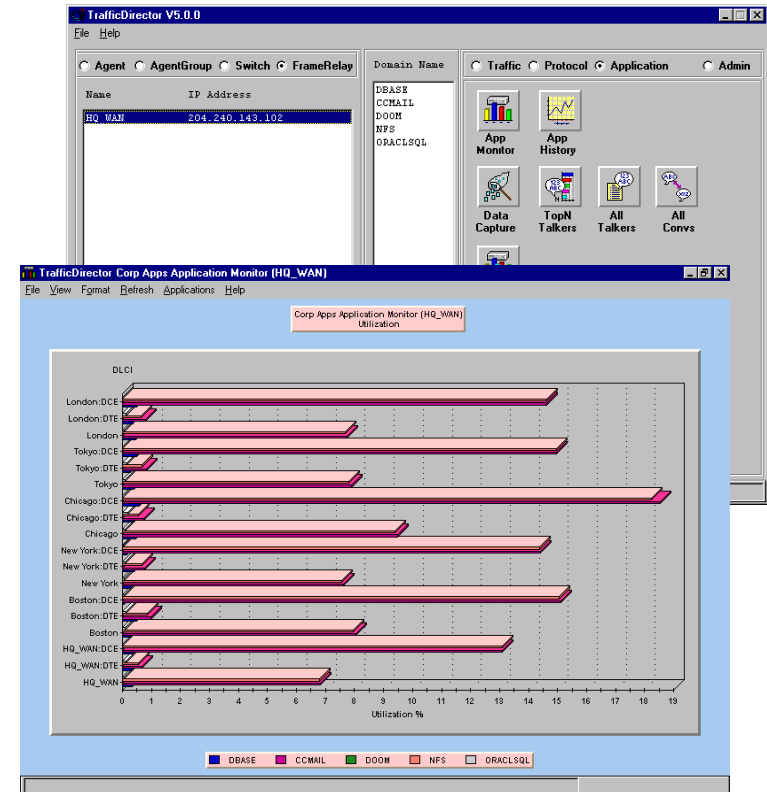 TrafficDirector V5.0.0
File Help
Agent AgentGroup Switch FrameRelay
Domain Name
Traffic Protocol Application Admin
Name IP Address
HQ WAN 204.240.143.102
DBASE
CCMAIL
DOOM
NFS
ORACLSQL
App Monitor
App History
Data Capture
TopN Talkers
All Talkers
All Convs
TrafficDirector Corp Apps Application Monitor (HQ_WAN)
File View Format Refresh Applications Help
Corp Apps Application Monitor (HQ_WAN)
Utilization
DLCI
London:DCE
London:DTE
London
Tokyo:DCE
Tokyo:DTE
Tokyo
Chicago:DCE
Chicago:DTE
Chicago
New York:DCE
New York:DTE
New York
Boston:DCE
Boston:DTE
Boston
HQ_WAN:DCE
HQ_WAN:DTE
HQ_WAN
0 1 2 3 4 5 6 7 8 9 10 11 12 13 14 15 16 17 18 19
Utilization %
DBASE CCMAIL DOOM NFS ORACLSQL